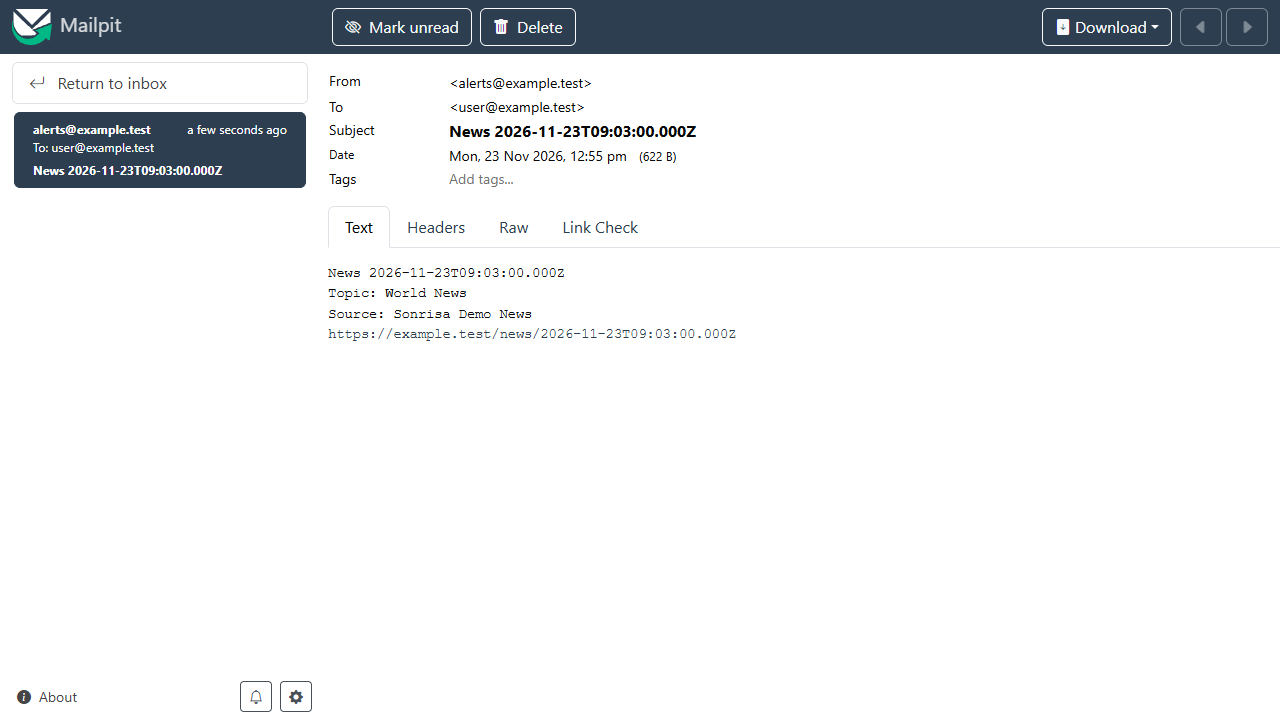 Mailpit
Mark unread
Delete
Download
Return to inbox
alerts@example.test a few seconds ago
To: user@example.test
News 2026-11-23T09:03:00.000Z
From <alerts@example.test>
To <user@example.test>
Subject News 2026-11-23T09:03:00.000Z
Date Mon, 23 Nov 2026, 12:55 pm (622 B)
Tags Add tags...
Text Headers Raw Link Check
News 2026-11-23T09:03:00.000Z
Topic: World News
Source: Sonrisa Demo News
https://example.test/news/2026-11-23T09:03:00.000Z
About